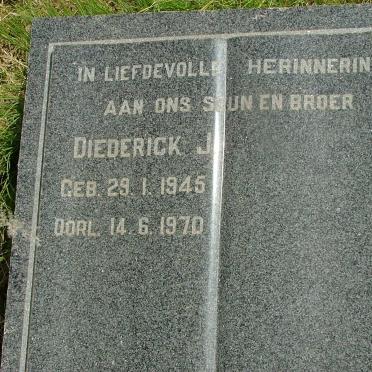 IN LIEFDEVOLLE HERINNERIN
AAN ONS SEUN EN BROER
DIEDERICK J.
GEB. 29. 1. 1945
OORL. 14. 6. 1970